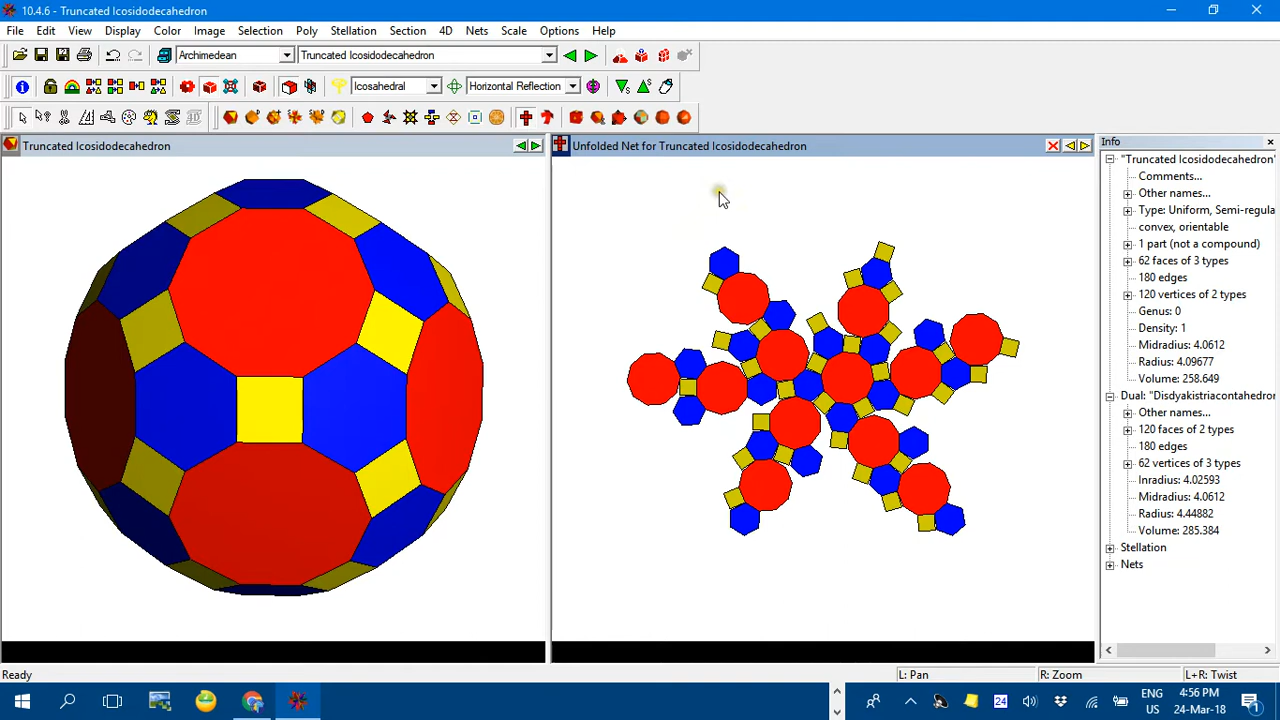 10.4.6 - Truncated Icosidodecahedron
File Edit View Display Color Image Selection Poly Stellation Section 4D Nets Scale Options Help
Archimedean Truncated Icosidodecahedron
Icosahedral Horizontal Reflection
Truncated Icosidodecahedron
Unfolded Net for Truncated Icosidodecahedron
Info
"Truncated Icosidodecahedron"
Comments...
Other names...
Type: Uniform, Semi-regula
convex, orientable
1 part (not a compound)
62 faces of 3 types
180 edges
120 vertices of 2 types
Genus: 0
Density: 1
Midradius: 4.0612
Radius: 4.09677
Volume: 258.649
Dual: "Disdyakistriacontahedror
Other names...
120 faces of 2 types
180 edges
62 vertices of 3 types
Inradius: 4.02593
Midradius: 4.0612
Radius: 4.44882
Volume: 285.384
Stellation
Nets
Ready
L: Pan
R: Zoom
L+R: Twist
24
ENG
US
4:56 PM
24-Mar-18
1